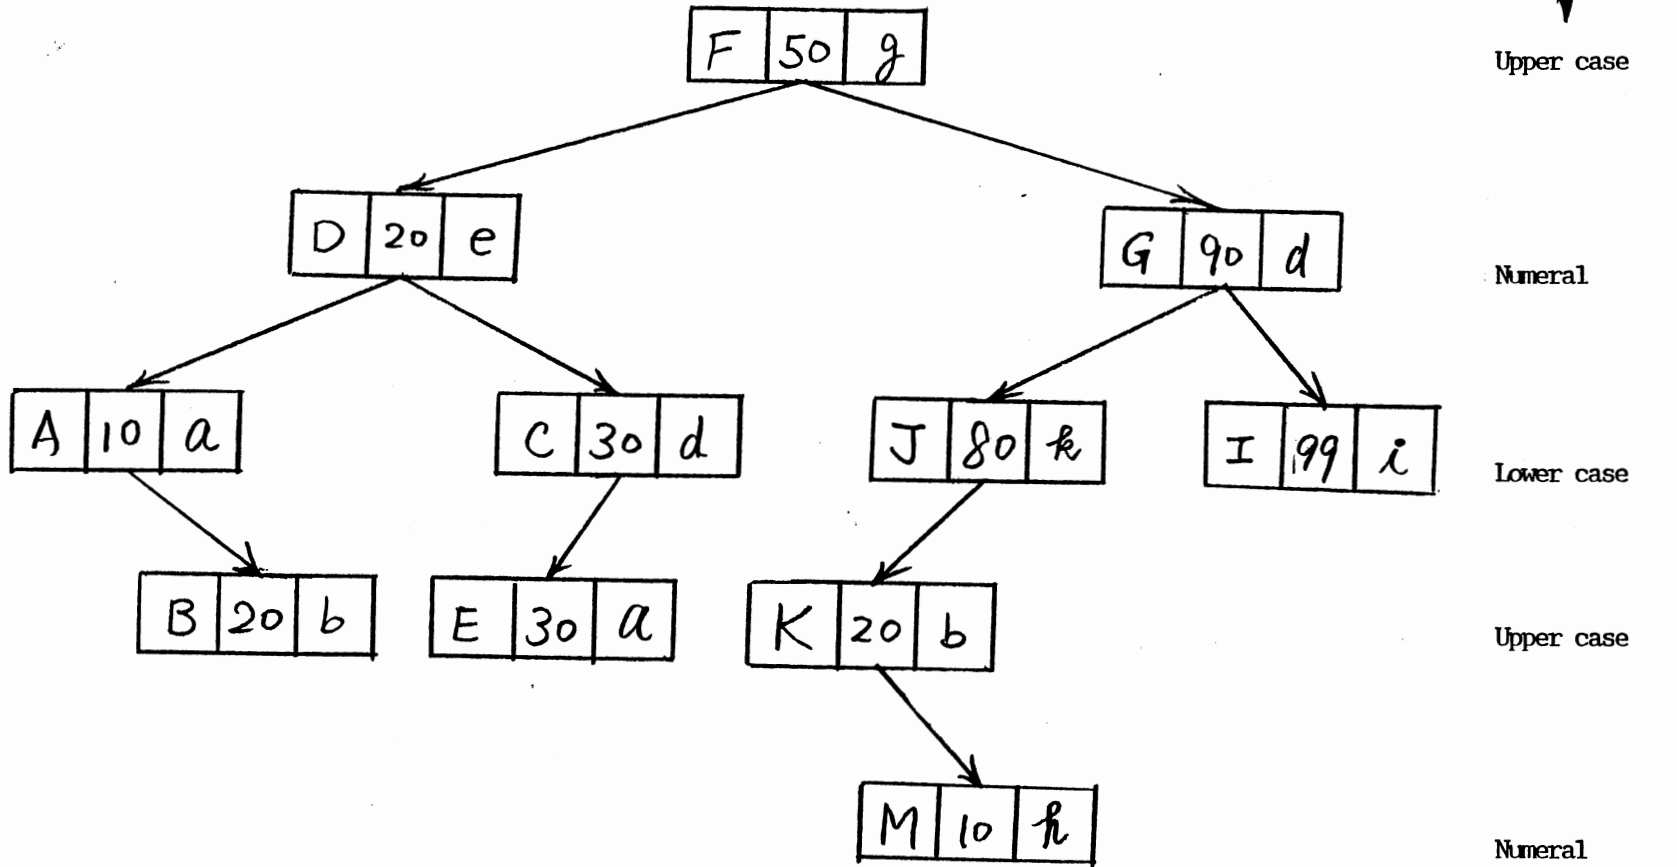 F 50 g
Upper case
D 20 e
G 90 d
Numeral
A 10 a
C 30 d
J 80 k
I 99 i
Lower case
B 20 b
E 30 a
K 20 b
Upper case
M 10 h
Numeral